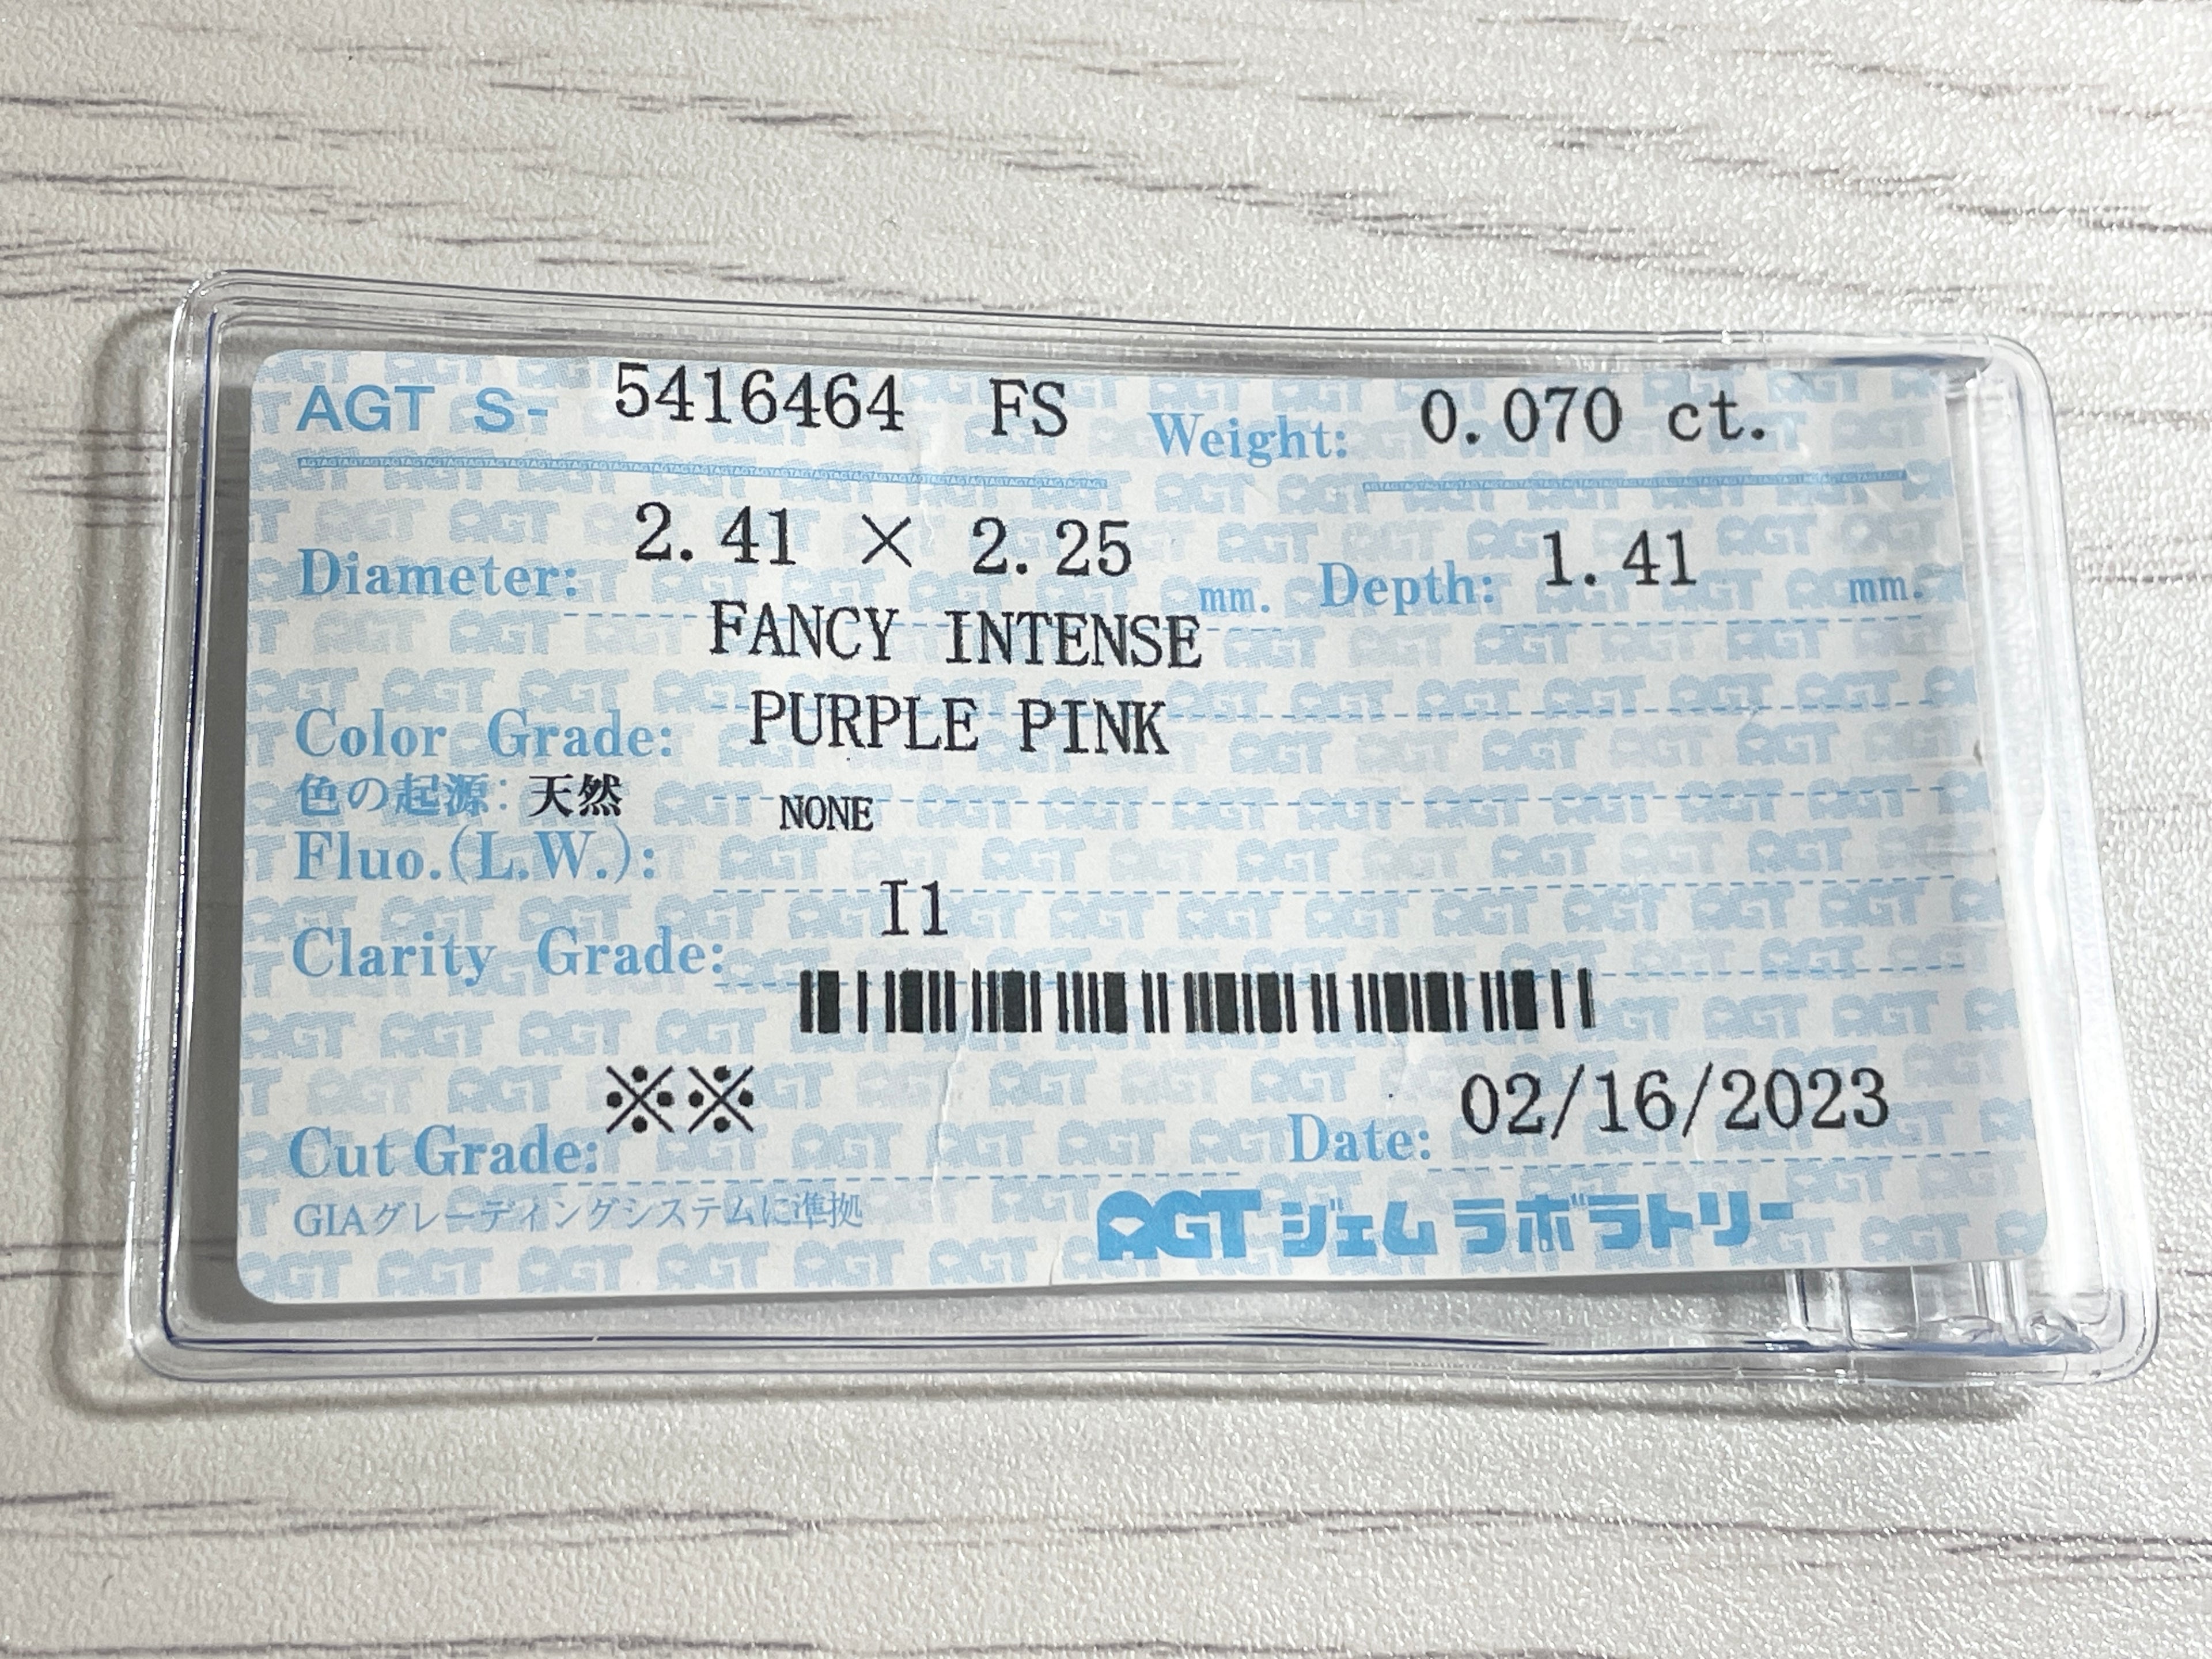 AGT S- 5416464 FS Weight: 0.070 ct.
Diameter: 2.41 × 2.25 mm. Depth: 1.41 mm.
FANCY INTENSE
Color Grade: PURPLE PINK
色の起源: 天然
Fluo.(L.W.): NONE
Clarity Grade: I1
Cut Grade: ※※ Date: 02/16/2023
GIAグレーディングシステムに準拠 AGT ジェム ラボラトリー